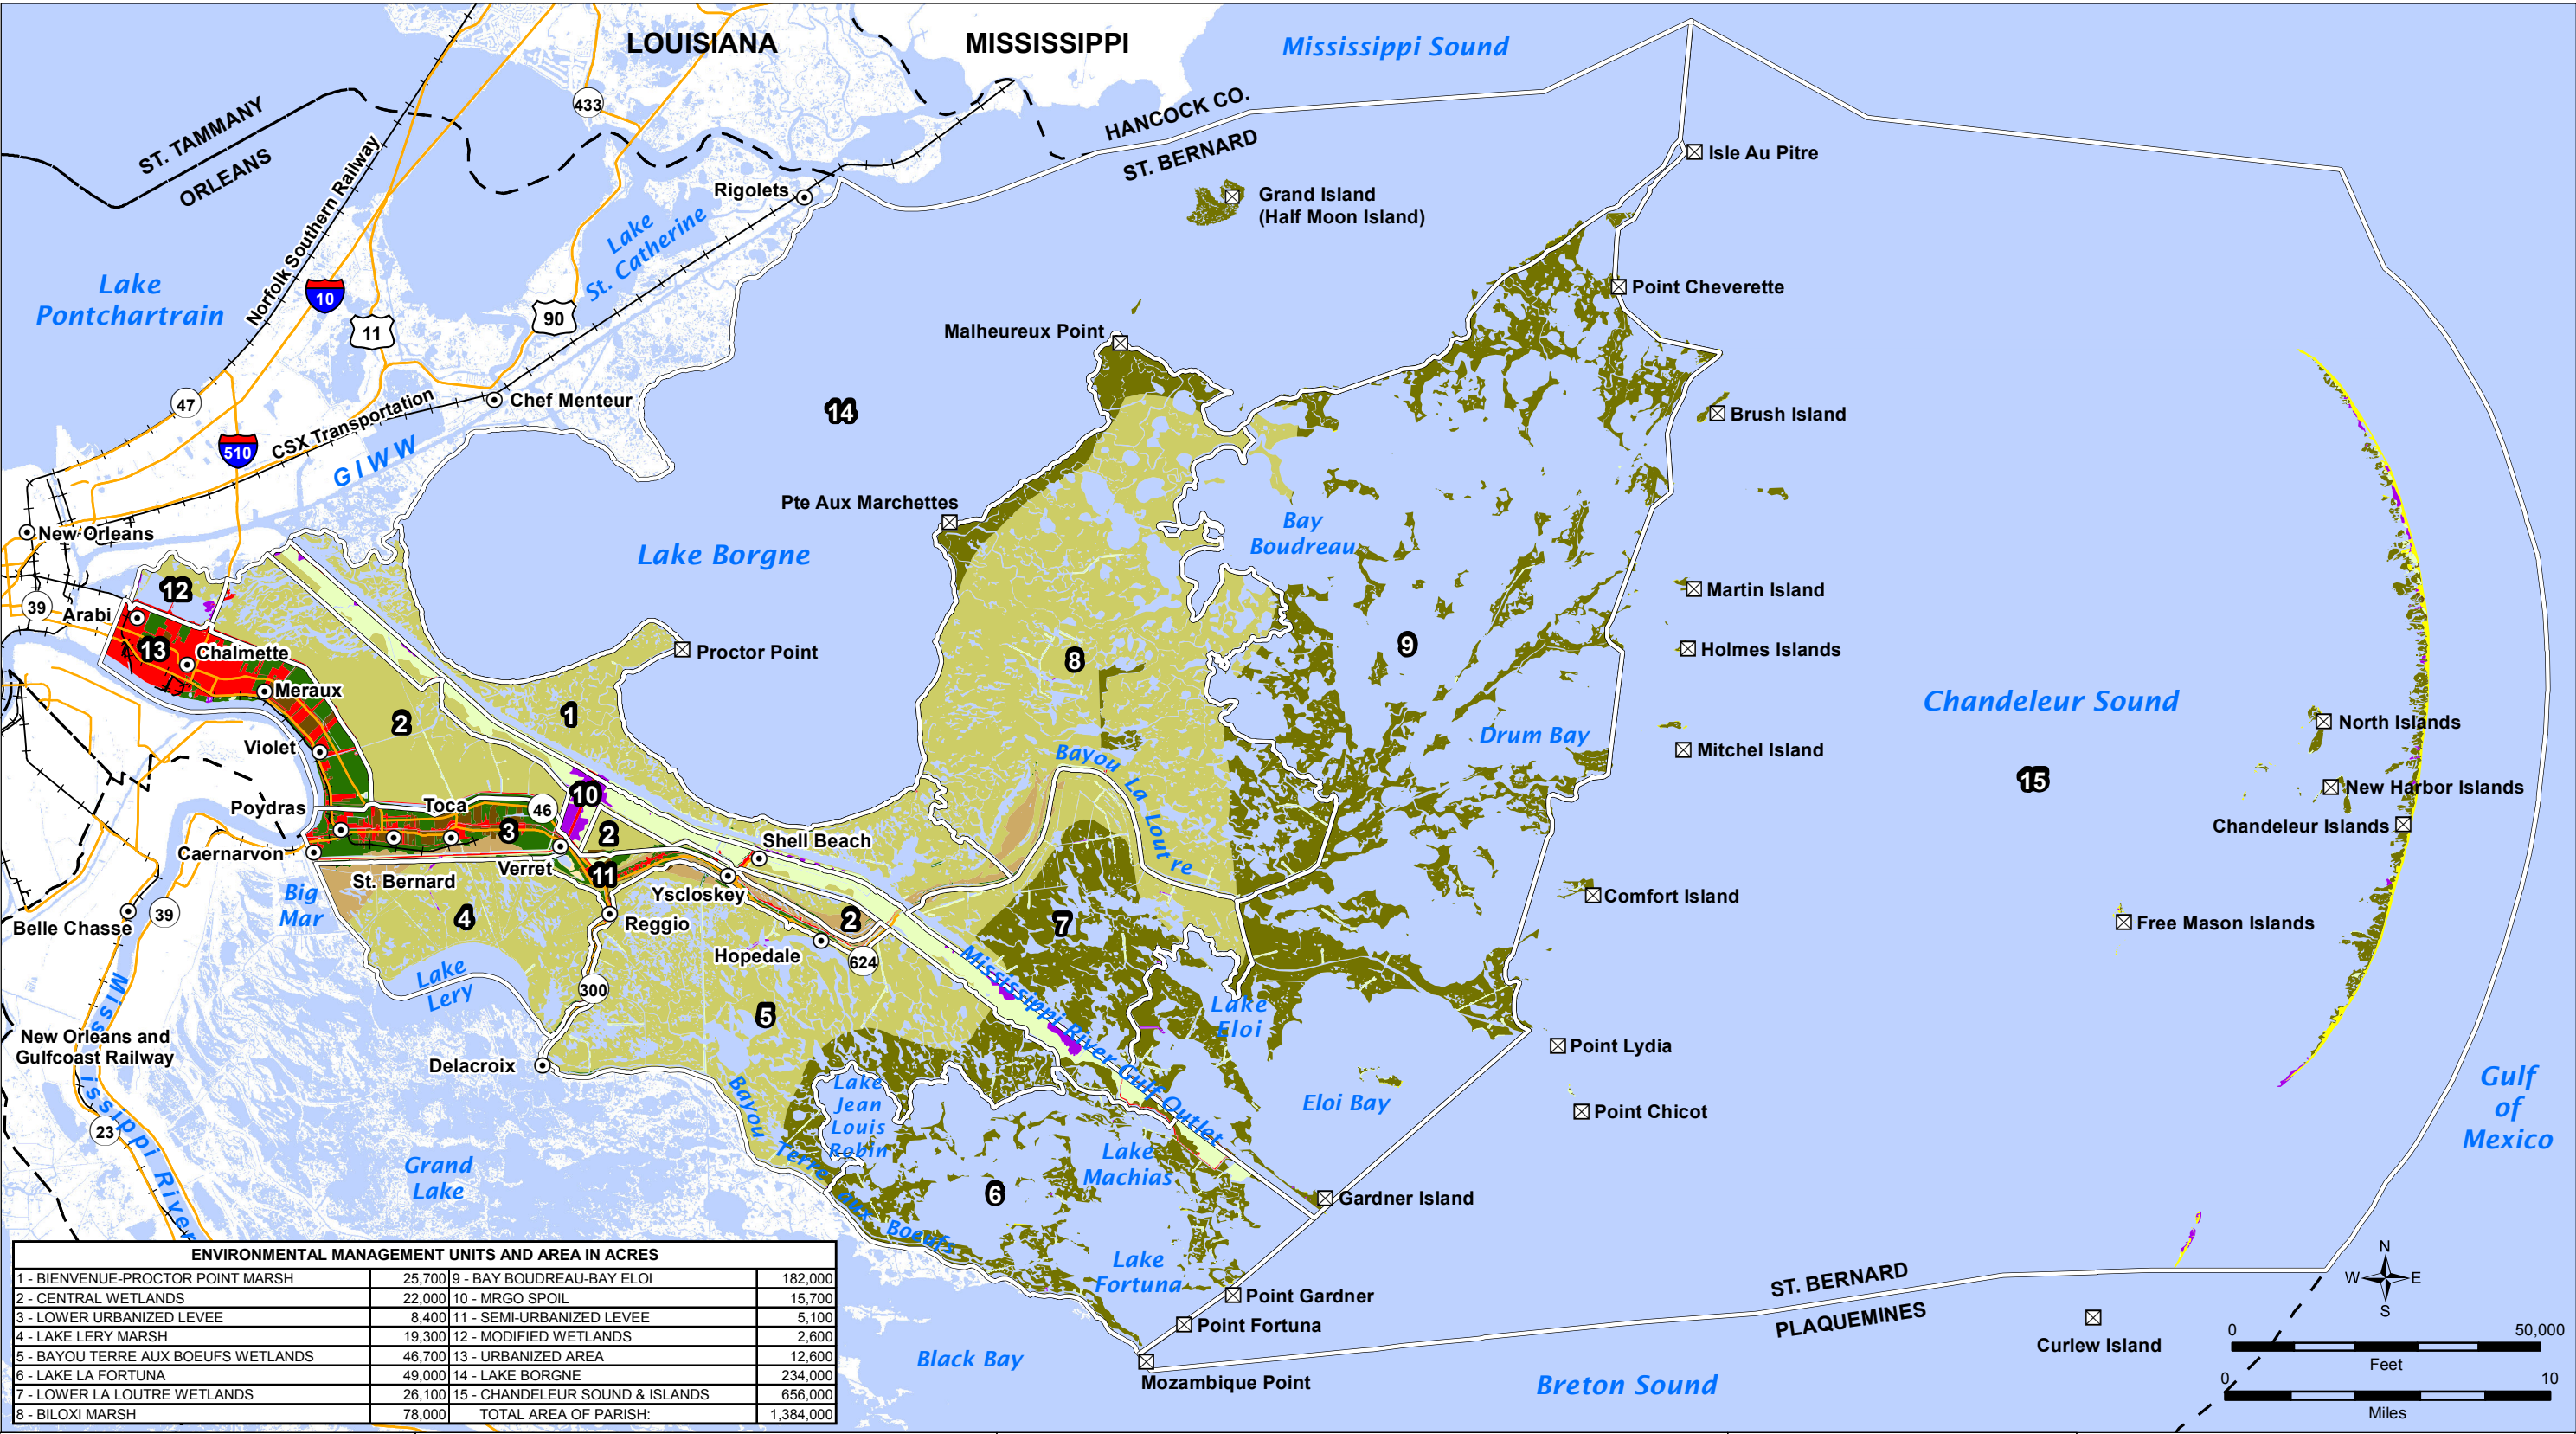 LOUISIANA
MISSISSIPPI
Mississippi Sound
433
ST. TAMMANY
ORLEANS
HANCOCK CO.
ST. BERNARD
Isle Au Pitre
Norfolk Southern Railway
Rigolets
Grand Island
(Half Moon Island)
Lake
St. Catherine
Lake
Pontchartrain
10
11
90
Point Cheverette
Malheureux Point
47
CSX Transportation
Chef Menteur
14
Brush Island
510
GIWW
Pte Aux Marchettes
New Orleans
Bay
Boudreau
Lake Borgne
12
39
Arabi
Martin Island
13
Chalmette
Proctor Point
8
9
Holmes Islands
Meraux
2
1
Chandeleur Sound
North Islands
Violet
Drum Bay
Mitchel Island
Bayou La Loutre
15
New Harbor Islands
10
Poydras
Toca
46
3
2
Chandeleur Islands
Shell Beach
Caernarvon
Verret
11
St. Bernard
Yscloskey
Big
Mar
Comfort Island
39
4
2
7
Free Mason Islands
Belle Chasse
Reggio
Hopedale
624
Lake
Lery
300
Mississippi River Gulf Outlet
5
Lake
Eloi
New Orleans and
Gulfcoast Railway
Point Lydia
Delacroix
Lake
Jean
Louis
Robin
Eloi Bay
Gulf
of
Mexico
Point Chicot
23
Mississippi River
Bayou Terre aux Boeufs
Grand
Lake
Lake
Machias
6
Gardner Island
Lake
Fortuna
Point Gardner
Point Fortuna
ST. BERNARD
PLAQUEMINES
Black Bay
Mozambique Point
Breton Sound
Curlew Island
N
W E
S
0 50,000
Feet
0 10
Miles
ENVIRONMENTAL MANAGEMENT UNITS AND AREA IN ACRES
1 - BIENVENUE-PROCTOR POINT MARSH 25,700 9 - BAY BOUDREAU-BAY ELOI 182,000
2 - CENTRAL WETLANDS 22,000 10 - MRGO SPOIL 15,700
3 - LOWER URBANIZED LEVEE 8,400 11 - SEMI-URBANIZED LEVEE 5,100
4 - LAKE LERY MARSH 19,300 12 - MODIFIED WETLANDS 2,600
5 - BAYOU TERRE AUX BOEUFS WETLANDS 46,700 13 - URBANIZED AREA 12,600
6 - LAKE LA FORTUNA 49,000 14 - LAKE BORGNE 234,000
7 - LOWER LA LOUTRE WETLANDS 26,100 15 - CHANDELEUR SOUND & ISLANDS 656,000
8 - BILOXI MARSH 78,000 TOTAL AREA OF PARISH: 1,384,000